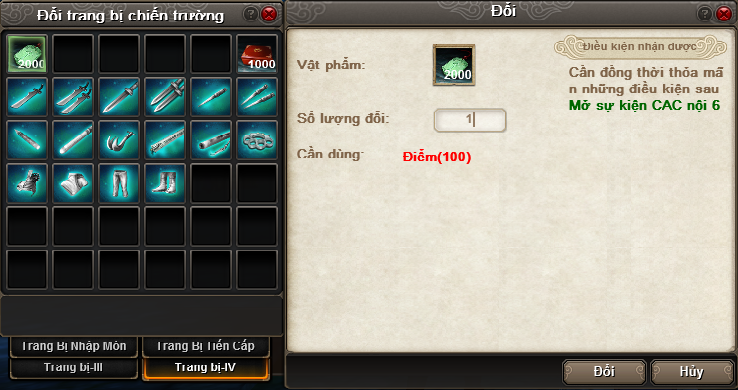 Đổi trang bị chiến trường
2000
1000
Trang Bị Nhập Môn
Trang Bị Tiến Cấp
Trang bị-III
Trang bị-IV
Đổi
Vật phẩm:
2000
Số lượng đổi:
1
Cần dùng:
Điểm(100)
Điều kiện nhận được
Cần đồng thời thỏa mã
n những điều kiện sau
Mở sự kiện CAC nội 6
Đổi
Hủy